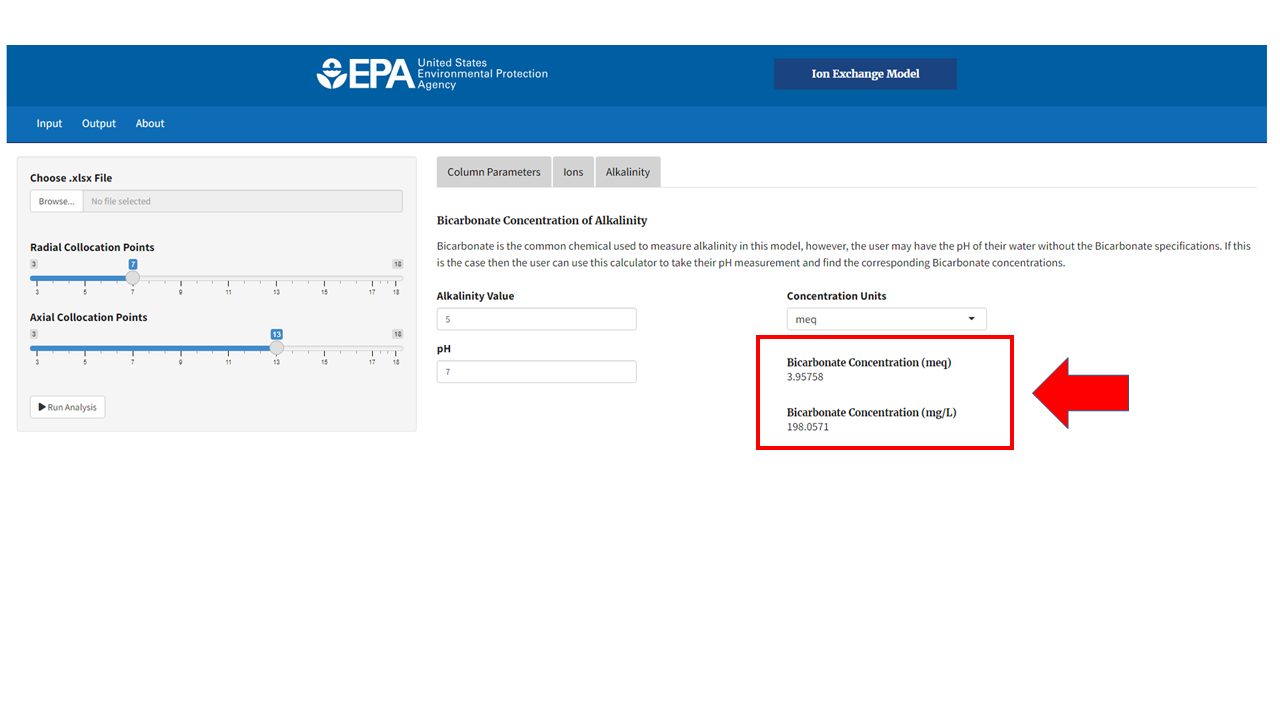 EPA United States
Environmental Protection
Agency
Ion Exchange Model
Input Output About
Choose .xlsx File
Browse... No file selected
Radial Collocation Points
3 7 18
3 5 7 9 11 13 15 17 18
Axial Collocation Points
3 13 18
3 5 7 9 11 13 15 17 18
Run Analysis
Column Parameters Ions Alkalinity
Bicarbonate Concentration of Alkalinity
Bicarbonate is the common chemical used to measure alkalinity in this model, however, the user may have the pH of their water without the Bicarbonate specifications. If this
is the case then the user can use this calculator to take their pH measurement and find the corresponding Bicarbonate concentrations.
Alkalinity Value
5
pH
7
Concentration Units
meq
Bicarbonate Concentration (meq)
3.95758
Bicarbonate Concentration (mg/L)
198.0571